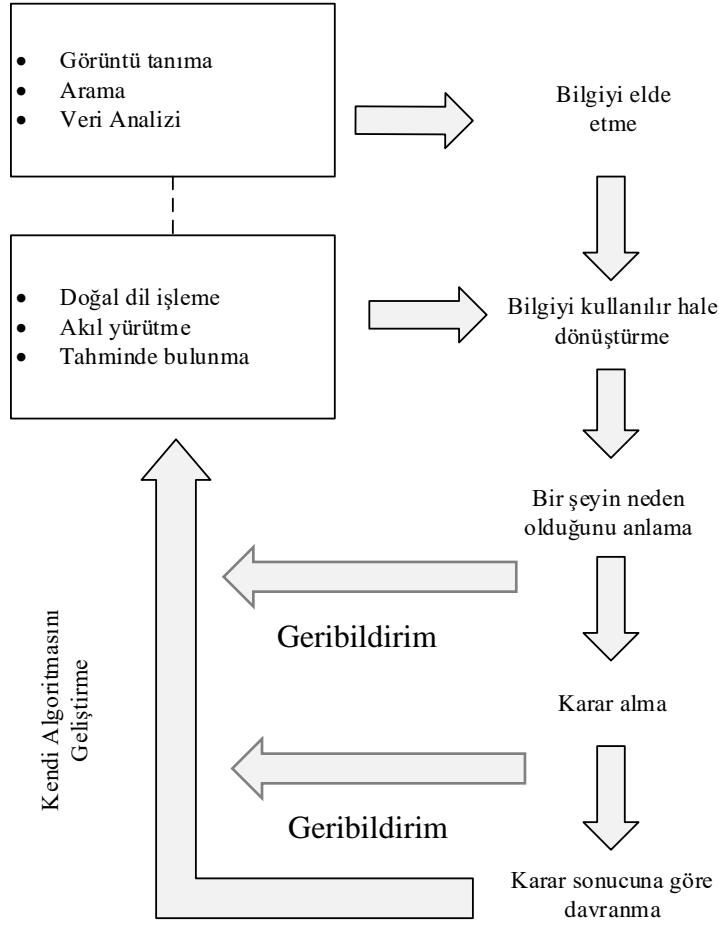 • Görüntü tanıma
• Arama
• Veri Analizi
Bilgiyi elde
etme
• Doğal dil işleme
• Akıl yürütme
• Tahminde bulunma
Bilgiyi kullanılır hale
dönüştürme
Bir şeyin neden
olduğunu anlama
Geribildirim
Kendi Algoritmasını
Geliştirme
Karar alma
Geribildirim
Karar sonucuna göre
davranma